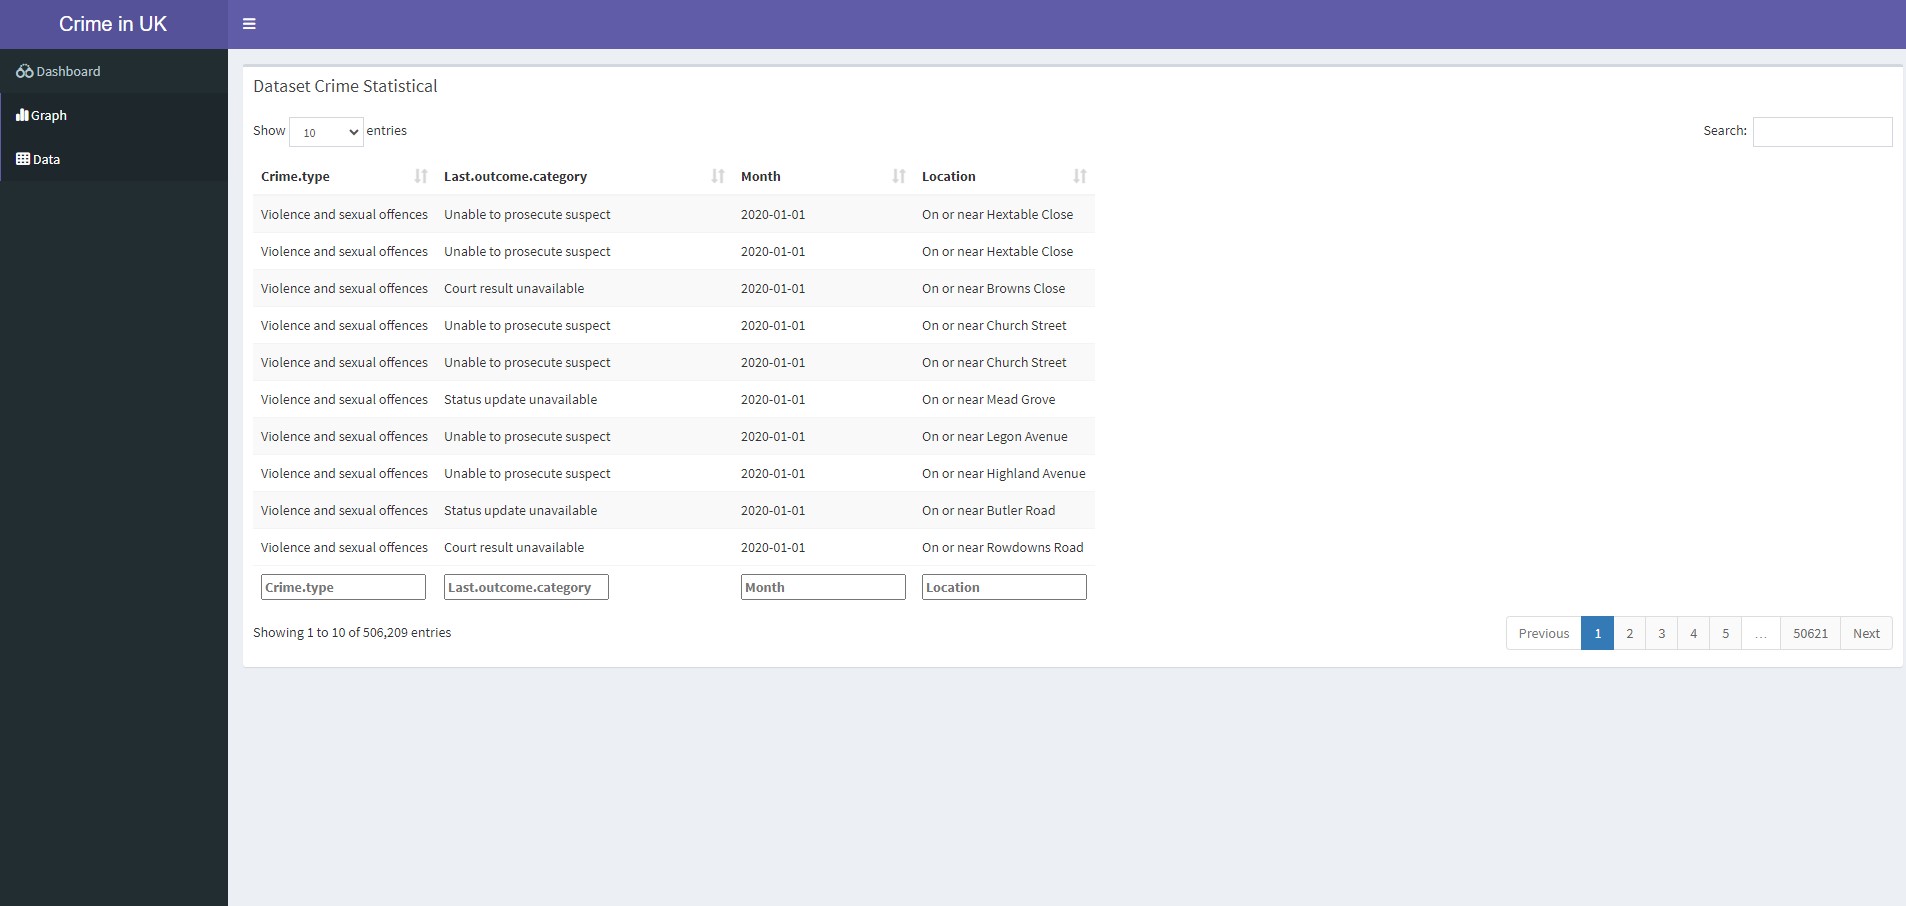 Crime in UK
Dashboard
Graph
Data
Dataset Crime Statistical
Show 10 entries Search:
Crime.type Last.outcome.category Month Location
Violence and sexual offences Unable to prosecute suspect 2020-01-01 On or near Hextable Close
Violence and sexual offences Unable to prosecute suspect 2020-01-01 On or near Hextable Close
Violence and sexual offences Court result unavailable 2020-01-01 On or near Browns Close
Violence and sexual offences Unable to prosecute suspect 2020-01-01 On or near Church Street
Violence and sexual offences Unable to prosecute suspect 2020-01-01 On or near Church Street
Violence and sexual offences Status update unavailable 2020-01-01 On or near Mead Grove
Violence and sexual offences Unable to prosecute suspect 2020-01-01 On or near Legon Avenue
Violence and sexual offences Unable to prosecute suspect 2020-01-01 On or near Highland Avenue
Violence and sexual offences Status update unavailable 2020-01-01 On or near Butler Road
Violence and sexual offences Court result unavailable 2020-01-01 On or near Rowdowns Road
Crime.type Last.outcome.category Month Location
Showing 1 to 10 of 506,209 entries Previous 1 2 3 4 5 … 50621 Next